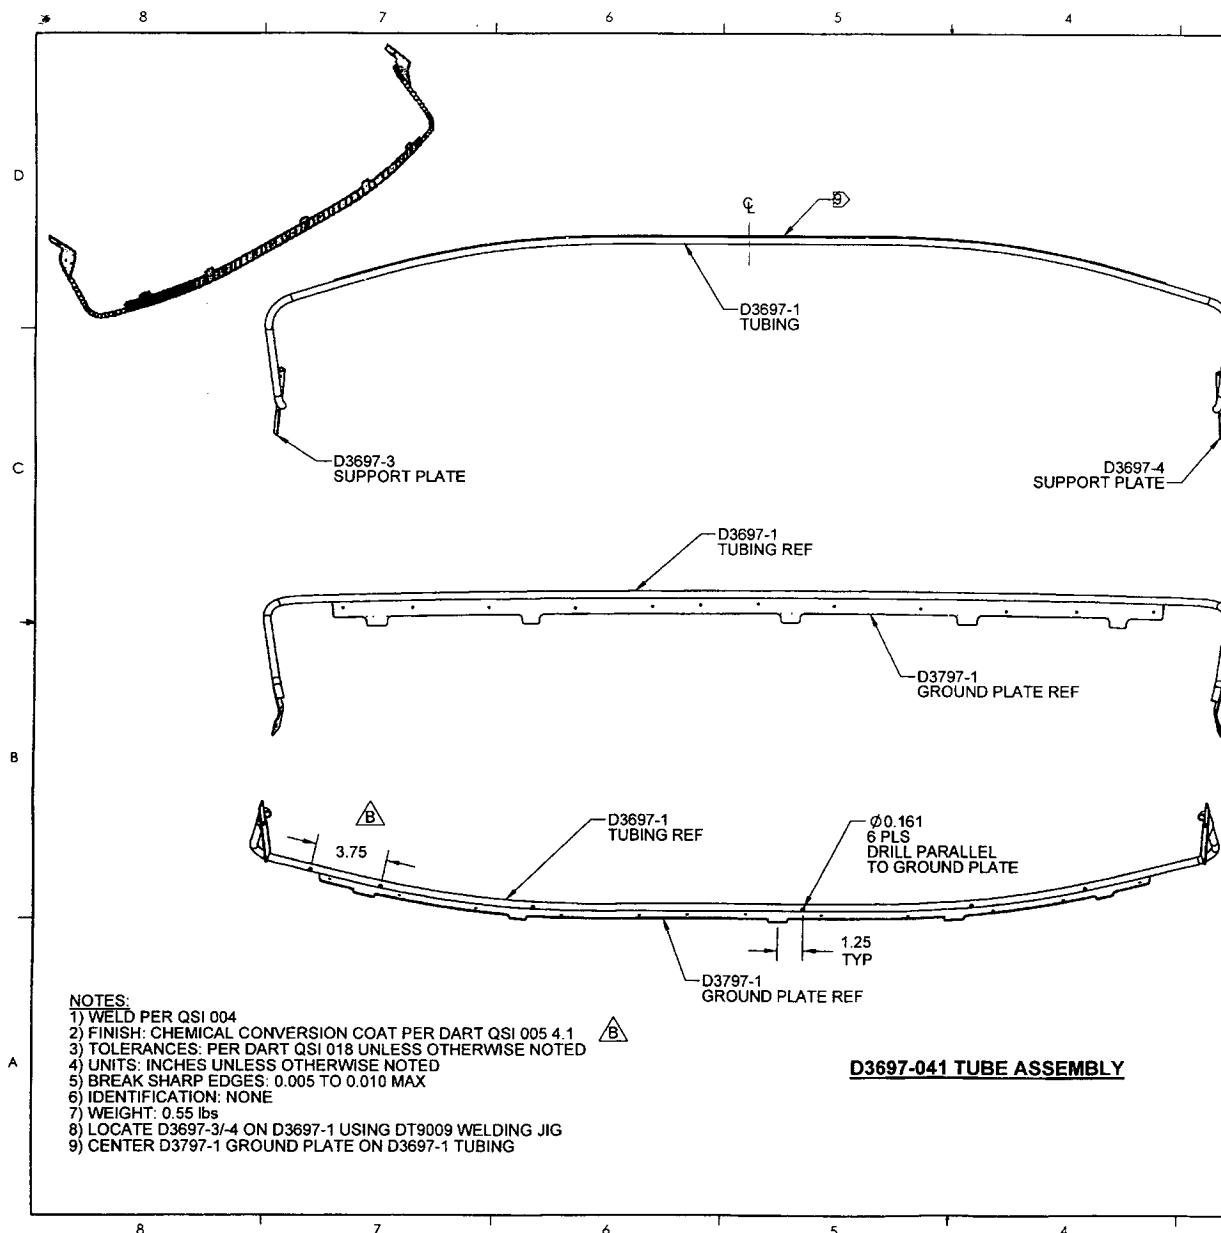 8 7 6 5 4
D
℄
9
D3697-1
TUBING
D3697-3
SUPPORT PLATE
D3697-4
SUPPORT PLATE
C
D3697-1
TUBING REF
D3797-1
GROUND PLATE REF
B
B
3.75
D3697-1
TUBING REF
Ø0.161
6 PLS
DRILL PARALLEL
TO GROUND PLATE
1.25
TYP
D3797-1
GROUND PLATE REF
NOTES:
1) WELD PER QSI 004
2) FINISH: CHEMICAL CONVERSION COAT PER DART QSI 005 4.1
B
3) TOLERANCES: PER DART QSI 018 UNLESS OTHERWISE NOTED
4) UNITS: INCHES UNLESS OTHERWISE NOTED
5) BREAK SHARP EDGES: 0.005 TO 0.010 MAX
6) IDENTIFICATION: NONE
7) WEIGHT: 0.55 lbs
8) LOCATE D3697-3/-4 ON D3697-1 USING DT9009 WELDING JIG
9) CENTER D3797-1 GROUND PLATE ON D3697-1 TUBING
A
D3697-041 TUBE ASSEMBLY
8 7 6 5 4